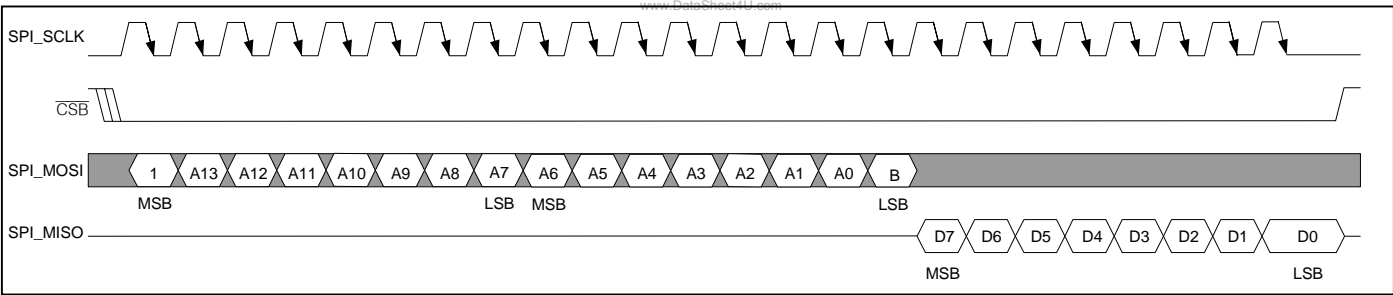 www.DataSheet4U.com
SPI_SCLK
CSB
SPI_MOSI 1 A13 A12 A11 A10 A9 A8 A7 A6 A5 A4 A3 A2 A1 A0 B
MSB LSB MSB LSB
SPI_MISO D7 D6 D5 D4 D3 D2 D1 D0
MSB LSB